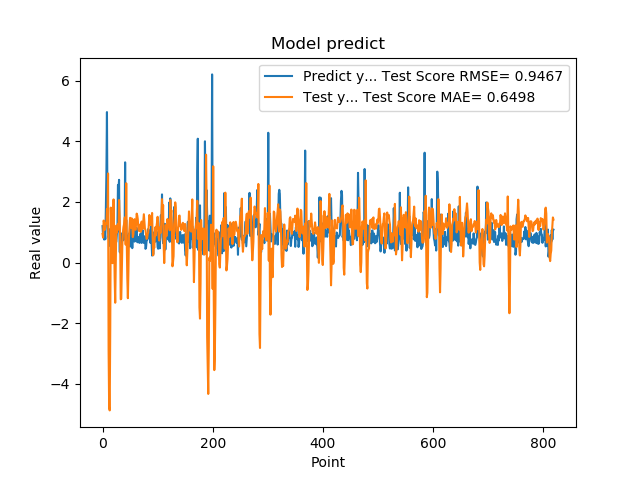 Model predict
Predict y... Test Score RMSE= 0.9467
Test y... Test Score MAE= 0.6498
Real value
6
4
2
0
−2
−4
0 200 400 600 800
Point